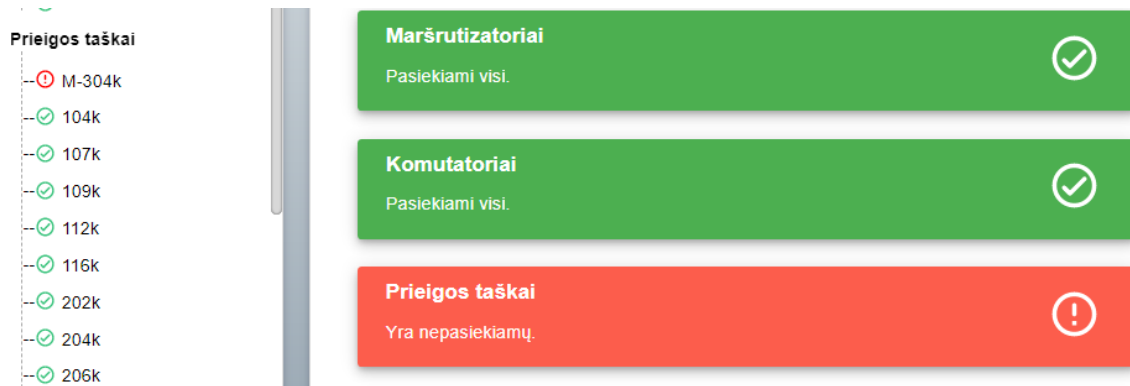 Prieigos taškai
M-304k
104k
107k
109k
112k
116k
202k
204k
206k
Maršrutizatoriai
Pasiekiami visi.
Komutatoriai
Pasiekiami visi.
Prieigos taškai
Yra nepasiekiamų.